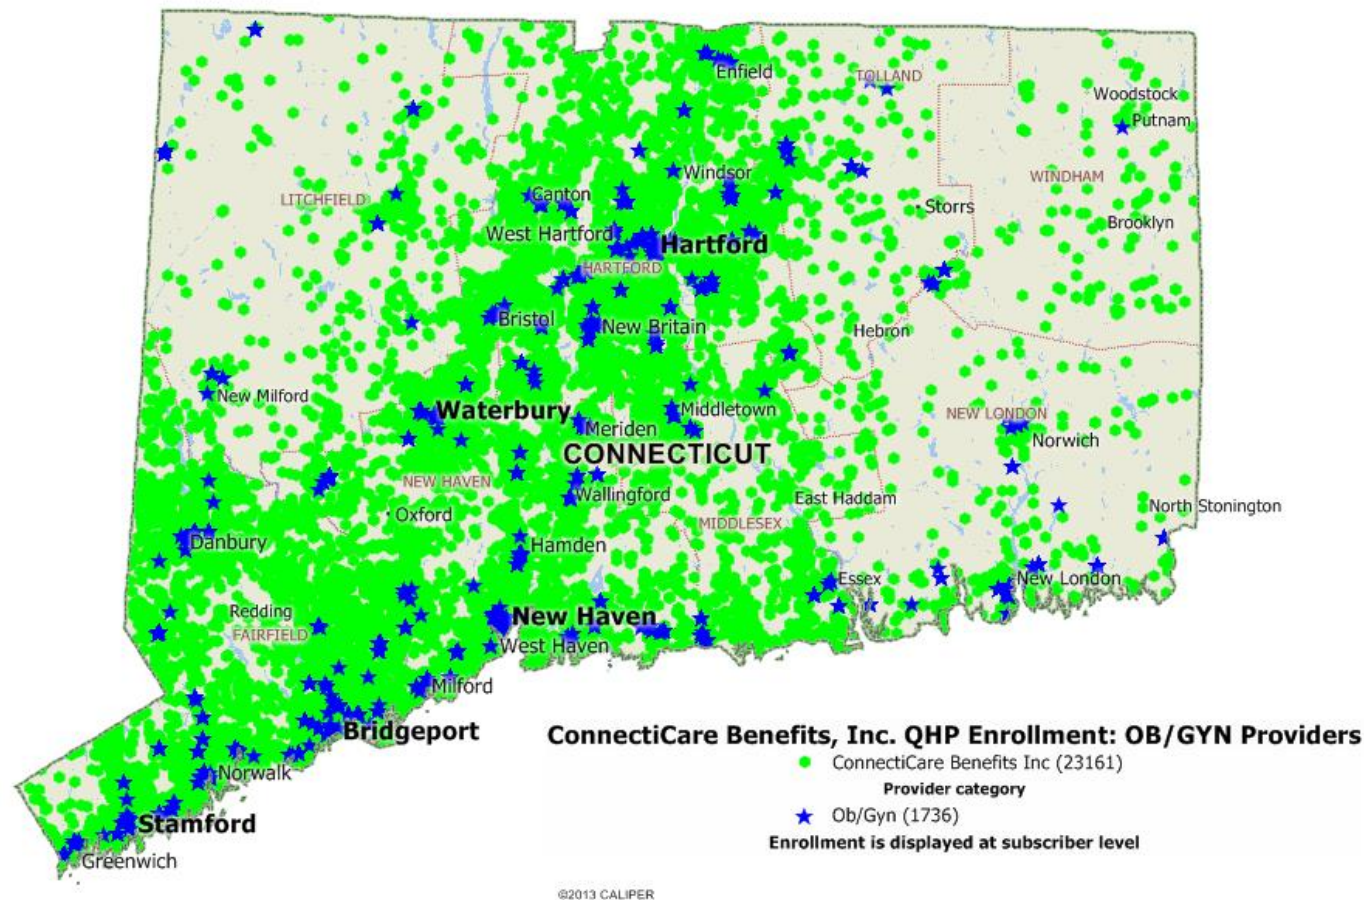 Enfield
TOLLAND
Woodstock
Putnam
Windsor
WINDHAM
LITCHFIELD
Canton
Storrs
Brooklyn
West Hartford
Hartford
HARTFORD
Bristol
New Britain
Hebron
New Milford
Waterbury
Middletown
NEW LONDON
Meriden
Norwich
CONNECTICUT
NEW HAVEN
Wallingford
East Haddam
North Stonington
Oxford
MIDDLESEX
Danbury
Hamden
Essex
New London
Redding
New Haven
FAIRFIELD
West Haven
Milford
Bridgeport
Norwalk
Stamford
Greenwich
ConnectiCare Benefits, Inc. QHP Enrollment: OB/GYN Providers
ConnectiCare Benefits Inc (23161)
Provider category
Ob/Gyn (1736)
Enrollment is displayed at subscriber level
©2013 CALIPER